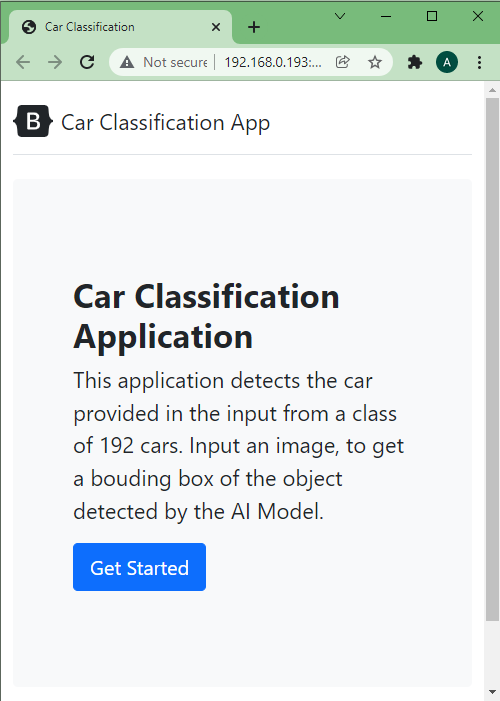 Car Classification
Not secure 192.168.0.193:...
A
B Car Classification App
Car Classification
Application
This application detects the car
provided in the input from a class
of 192 cars. Input an image, to get
a bouding box of the object
detected by the AI Model.
Get Started